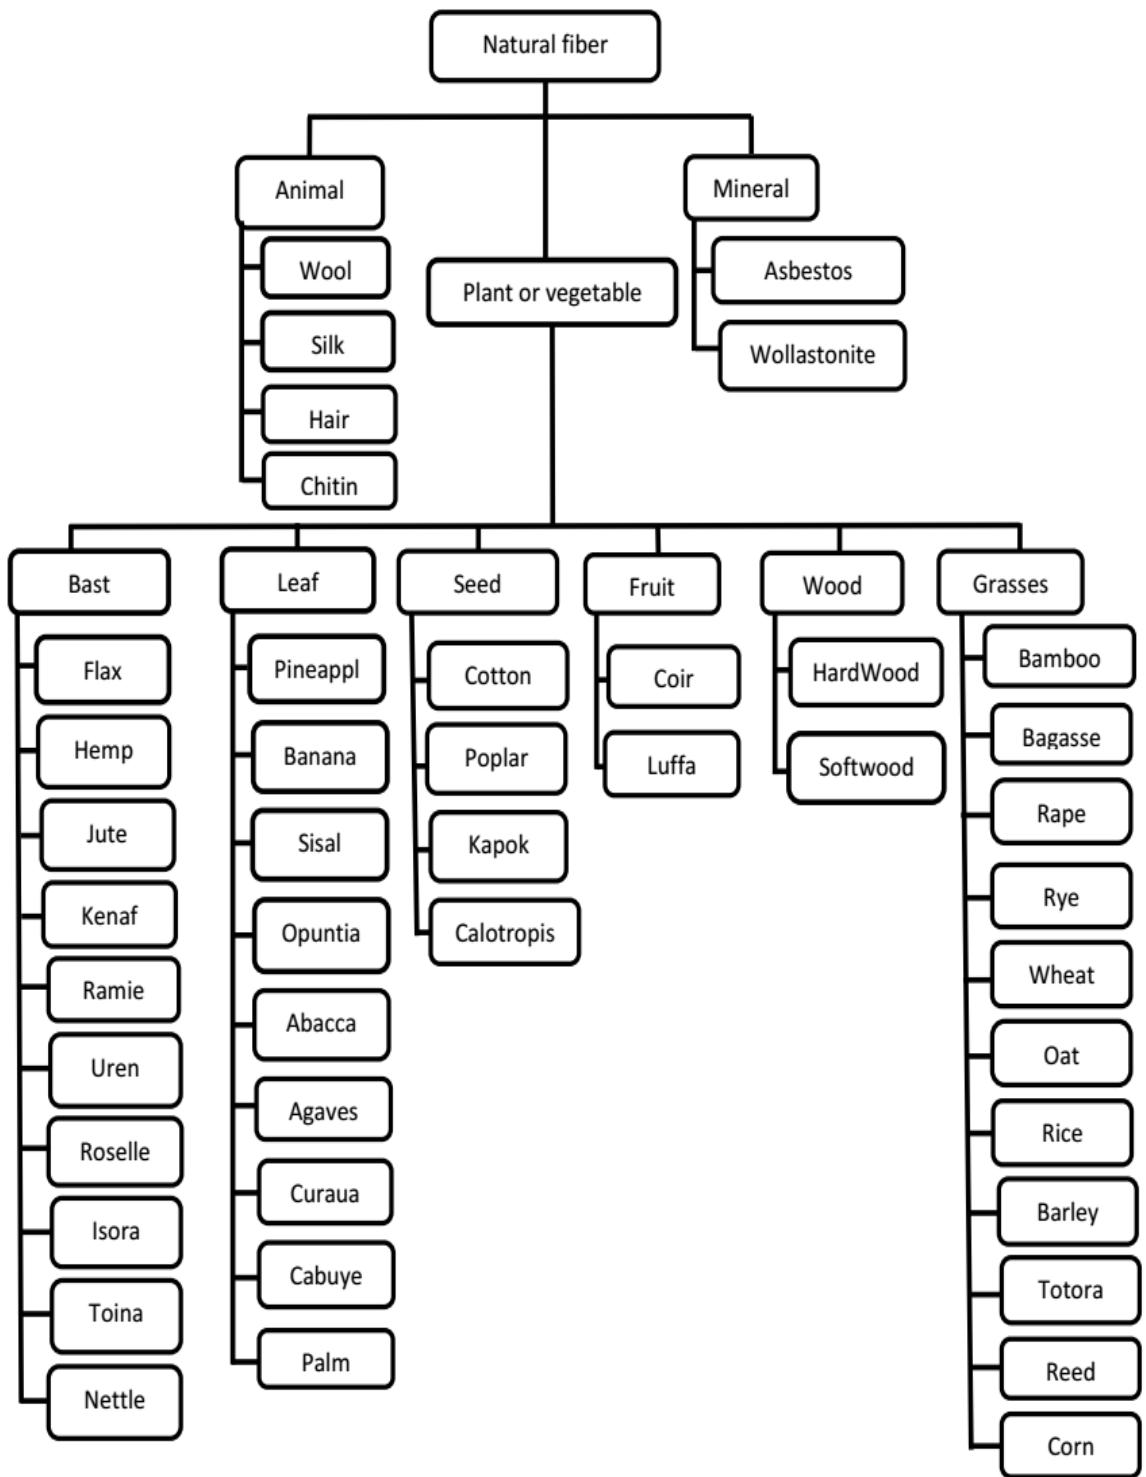 Natural fiber
Animal
Wool
Silk
Hair
Chitin
Plant or vegetable
Mineral
Asbestos
Wollastonite
Bast
Flax
Hemp
Jute
Kenaf
Ramie
Uren
Roselle
Isora
Toina
Nettle
Leaf
Pineappl
Banana
Sisal
Opuntia
Abacca
Agaves
Curaua
Cabuye
Palm
Seed
Cotton
Poplar
Kapok
Calotropis
Fruit
Coir
Luffa
Wood
HardWood
Softwood
Grasses
Bamboo
Bagasse
Rape
Rye
Wheat
Oat
Rice
Barley
Totora
Reed
Corn